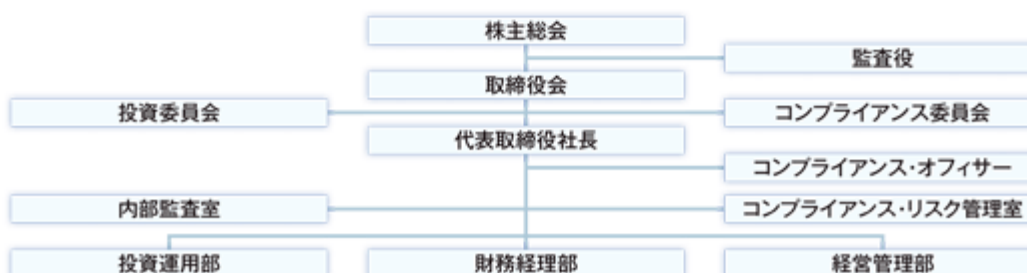 株主総会
監査役
取締役会
投資委員会
コンプライアンス委員会
代表取締役社長
コンプライアンス・オフィサー
内部監査室
コンプライアンス・リスク管理室
投資運用部
財務経理部
経営管理部